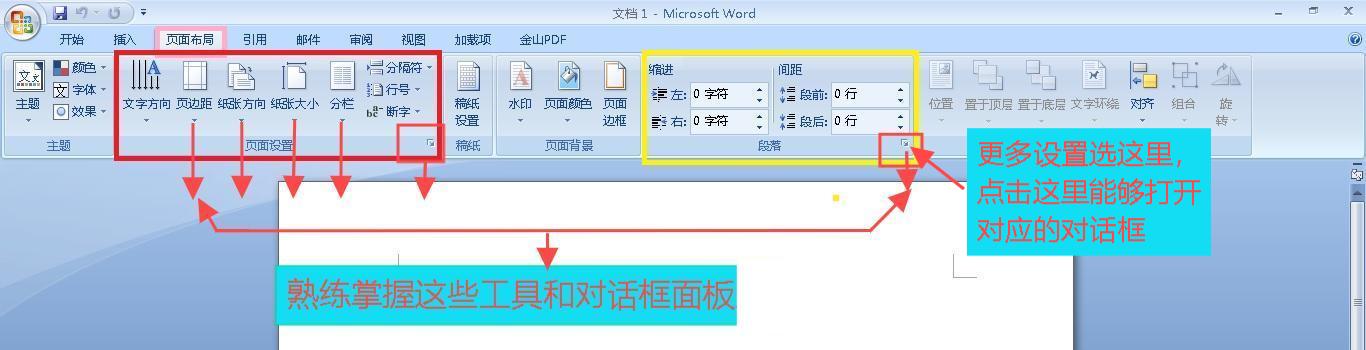 文档 1 - Microsoft Word
开始 插入 页面布局 引用 邮件 审阅 视图 加载项 金山PDF
主题 颜色 字体 效果
主题
文字方向 页边距 纸张方向 纸张大小 分栏 分隔符 行号 断字
页面设置
稿纸
设置
稿纸
水印 页面颜色 页面
边框
页面背景
缩进 间距
左: 0 字符 段前: 0 行
右: 0 字符 段后: 0 行
段落
位置 置于顶层 置于底层 文字环绕 对齐 组合 旋
转
排列
更多设置选这里,
点击这里能够打开
对应的对话框
熟练掌握这些工具和对话框面板